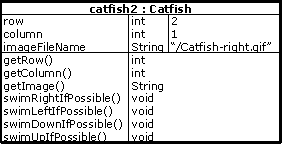 catfish2 : Catfish
row int 2
column int 1
imageFileName String "/Catfish-right.gif"
getRow() int
getColumn() int
getImage() String
swimRightIfPossible() void
swimLeftIfPossible() void
swimDownIfPossible() void
swimUpIfPossible() void